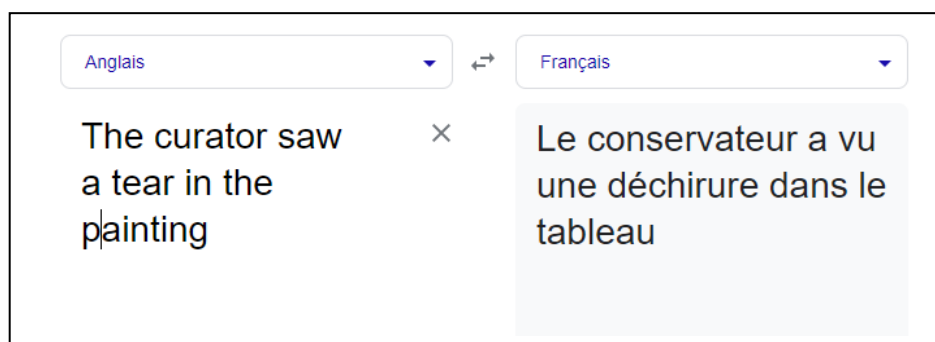 Anglais
Français
The curator saw
a tear in the
painting
Le conservateur a vu
une déchirure dans le
tableau